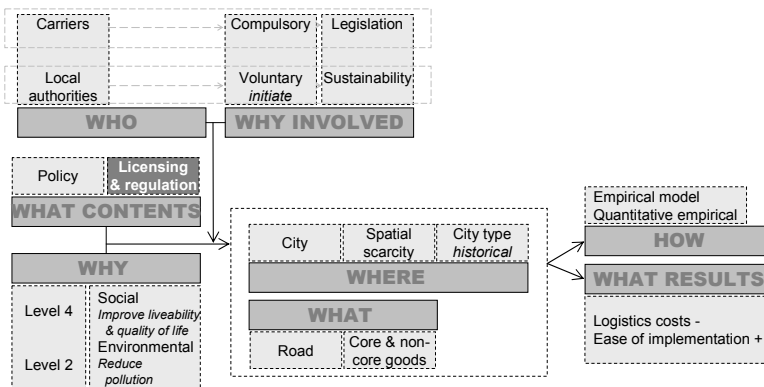 Carriers
Compulsory
Legislation
Local
authorities
Voluntary
initiate
Sustainability
WHO
WHY INVOLVED
Policy
Licensing
& regulation
WHAT CONTENTS
WHY
Level 4
Social
Improve liveability
& quality of life
Level 2
Environmental
Reduce
pollution
City
Spatial
scarcity
City type
historical
WHERE
WHAT
Road
Core & non-
core goods
Empirical model
Quantitative empirical
HOW
WHAT RESULTS
Logistics costs -
Ease of implementation +